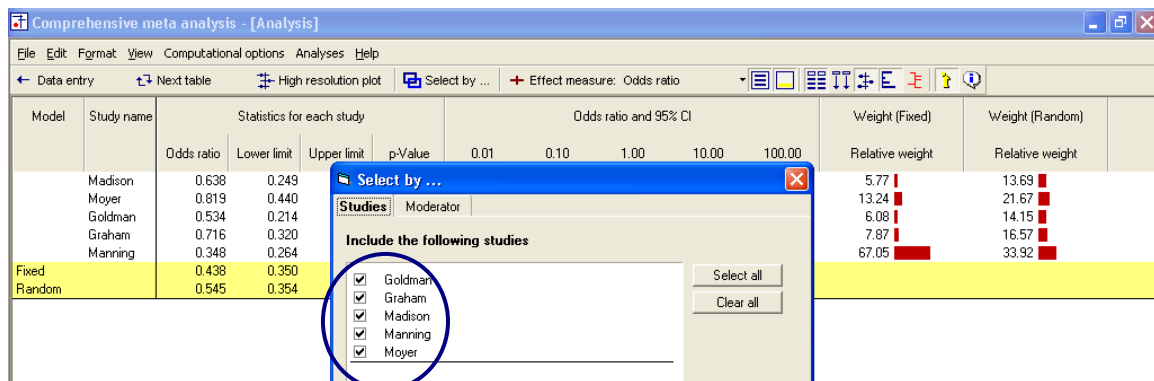 Comprehensive meta analysis - [Analysis]
File Edit Format View Computational options Analyses Help
Data entry Next table High resolution plot Select by ... Effect measure: Odds ratio
Model Study name Statistics for each study Odds ratio and 95% CI Weight (Fixed) Weight (Random)
Odds ratio Lower limit Upper limit p-Value 0.01 0.10 1.00 10.00 100.00 Relative weight Relative weight
Madison 0.638 0.249 5.77 13.69
Moyer 0.819 0.440 13.24 21.67
Goldman 0.534 0.214 6.08 14.15
Graham 0.716 0.320 7.87 16.57
Manning 0.348 0.264 67.05 33.92
Fixed 0.438 0.350
Random 0.545 0.354
Select by ...
Studies Moderator
Include the following studies
Goldman
Graham
Madison
Manning
Moyer
Select all
Clear all